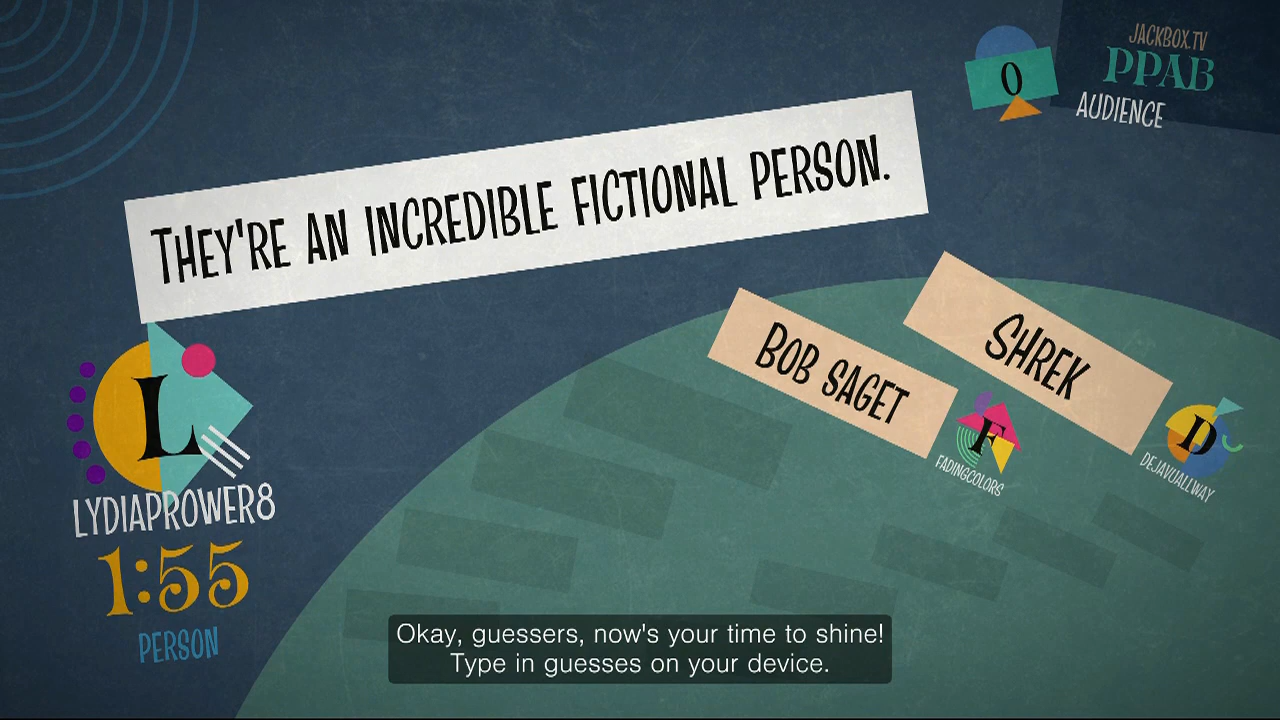 JACKBOX.TV
PPAB
0
AUDIENCE
THEY'RE AN INCREDIBLE FICTIONAL PERSON.
SHREK
BOB SAGET
L
F
D
FADINGCOLORS
DEJAVUALLWAY
LYDIAPROWER8
1:55
PERSON
Okay, guessers, now's your time to shine!
Type in guesses on your device.